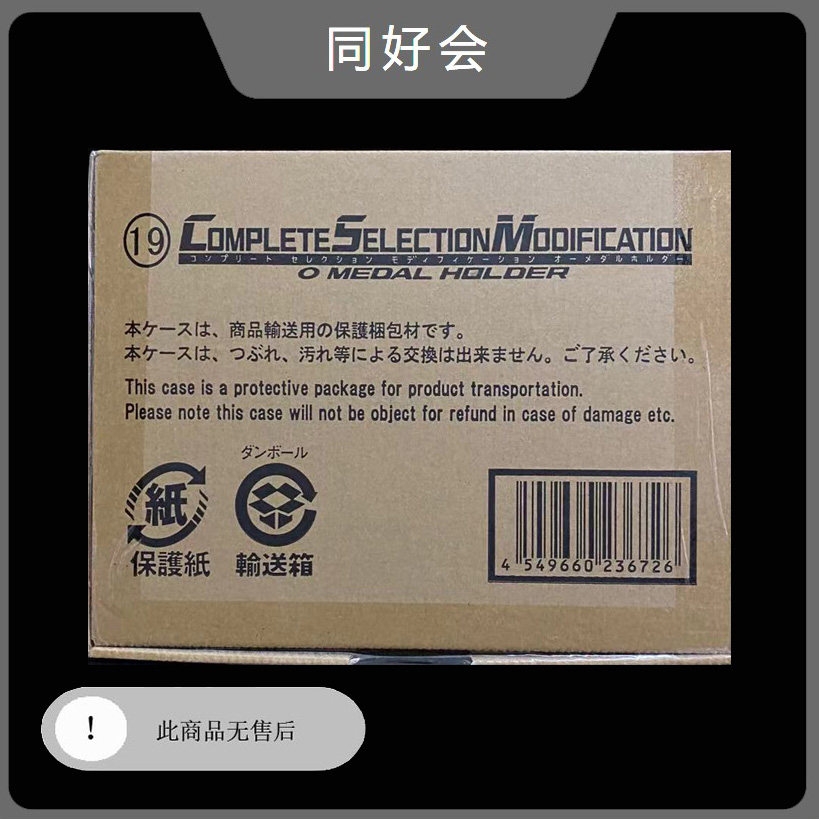 同好会
19 COMPLETE SELECTION MODIFICATION
コンプリート セレクション モディフィケーション オーメダルホルダー
O MEDAL HOLDER
本ケースは、商品輸送用の保護梱包材です。
本ケースは、つぶれ、汚れ等による交換は出来ません。ご了承ください。
This case is a protective package for product transportation.
Please note this case will not be object for refund in case of damage etc.
ダンボール
紙
保護紙 輸送箱
4 549660 236726
! 此商品无售后